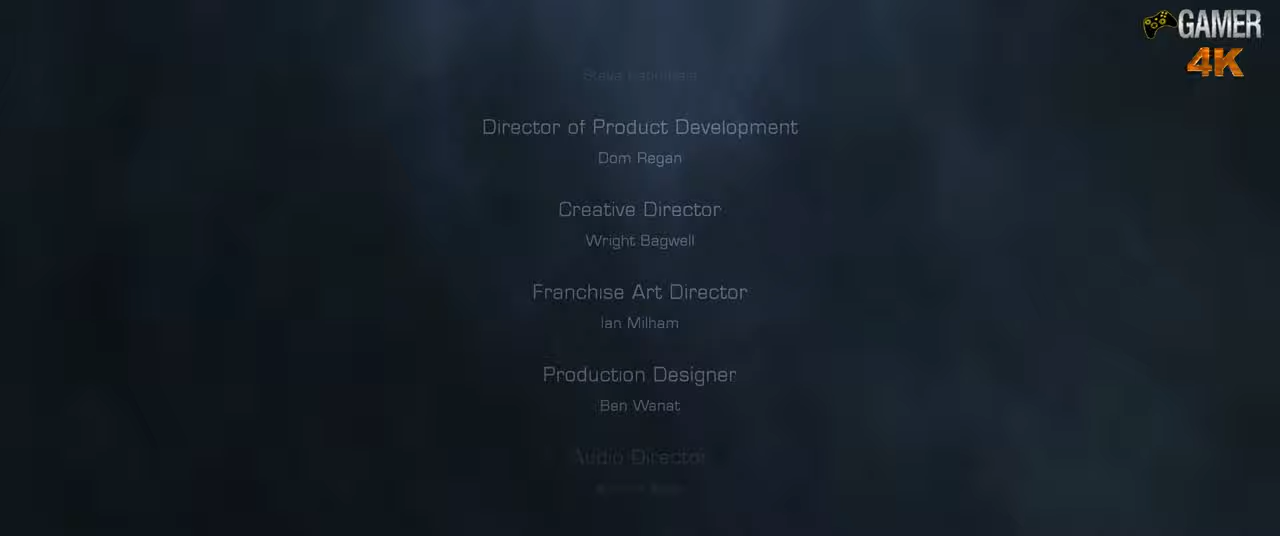 GAMER
4K
Steve
Director of Product Development
Dom Regan
Creative Director
Wright Bagwell
Franchise Art Director
Ian Milham
Production Designer
Ben Wanat
Audio Director